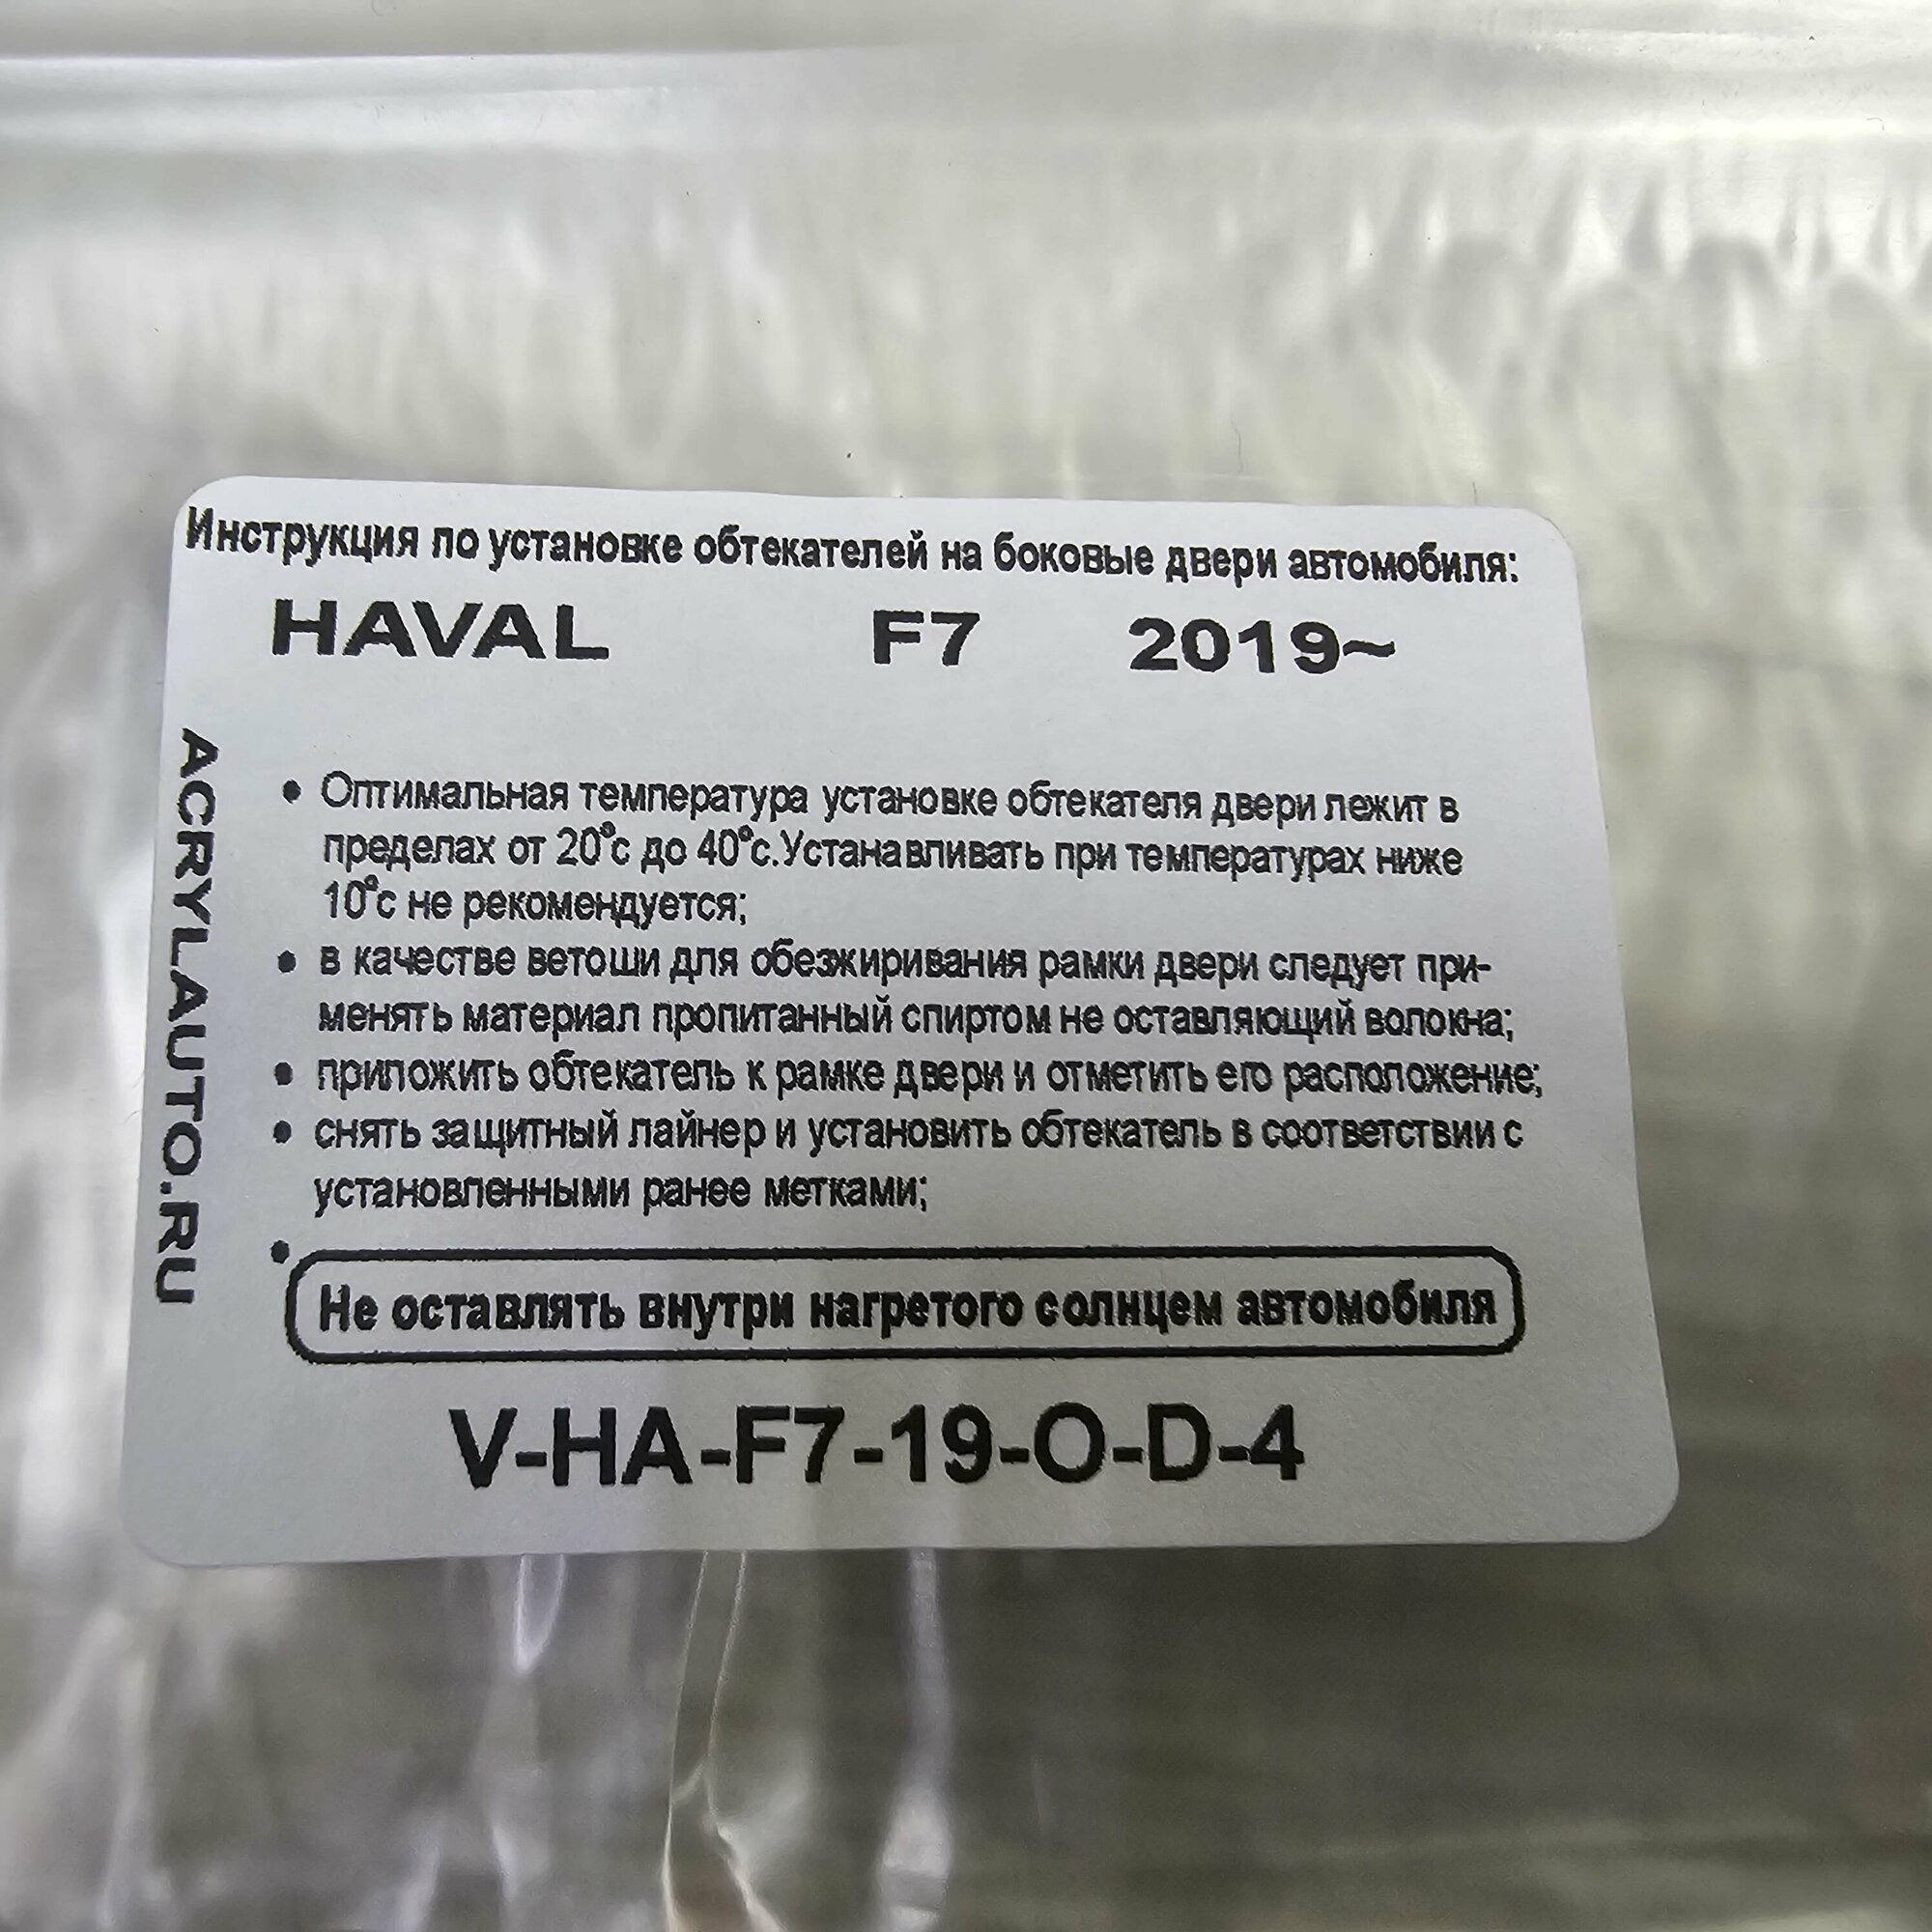 Инструкция по установке обтекателей на боковые двери автомобиля:
HAVAL F7 2019~
ACRYLAUTO.RU
• Оптимальная температура установке обтекателя двери лежит в
пределах от 20°с до 40°с.Устанавливать при температурах ниже
10°с не рекомендуется;
• в качестве ветоши для обезжиривания рамки двери следует при-
менять материал пропитанный спиртом не оставляющий волокна;
• приложить обтекатель к рамке двери и отметить его расположение;
• снять защитный лайнер и установить обтекатель в соответствии с
установленными ранее метками;
• Не оставлять внутри нагретого солнцем автомобиля
V-HA-F7-19-O-D-4